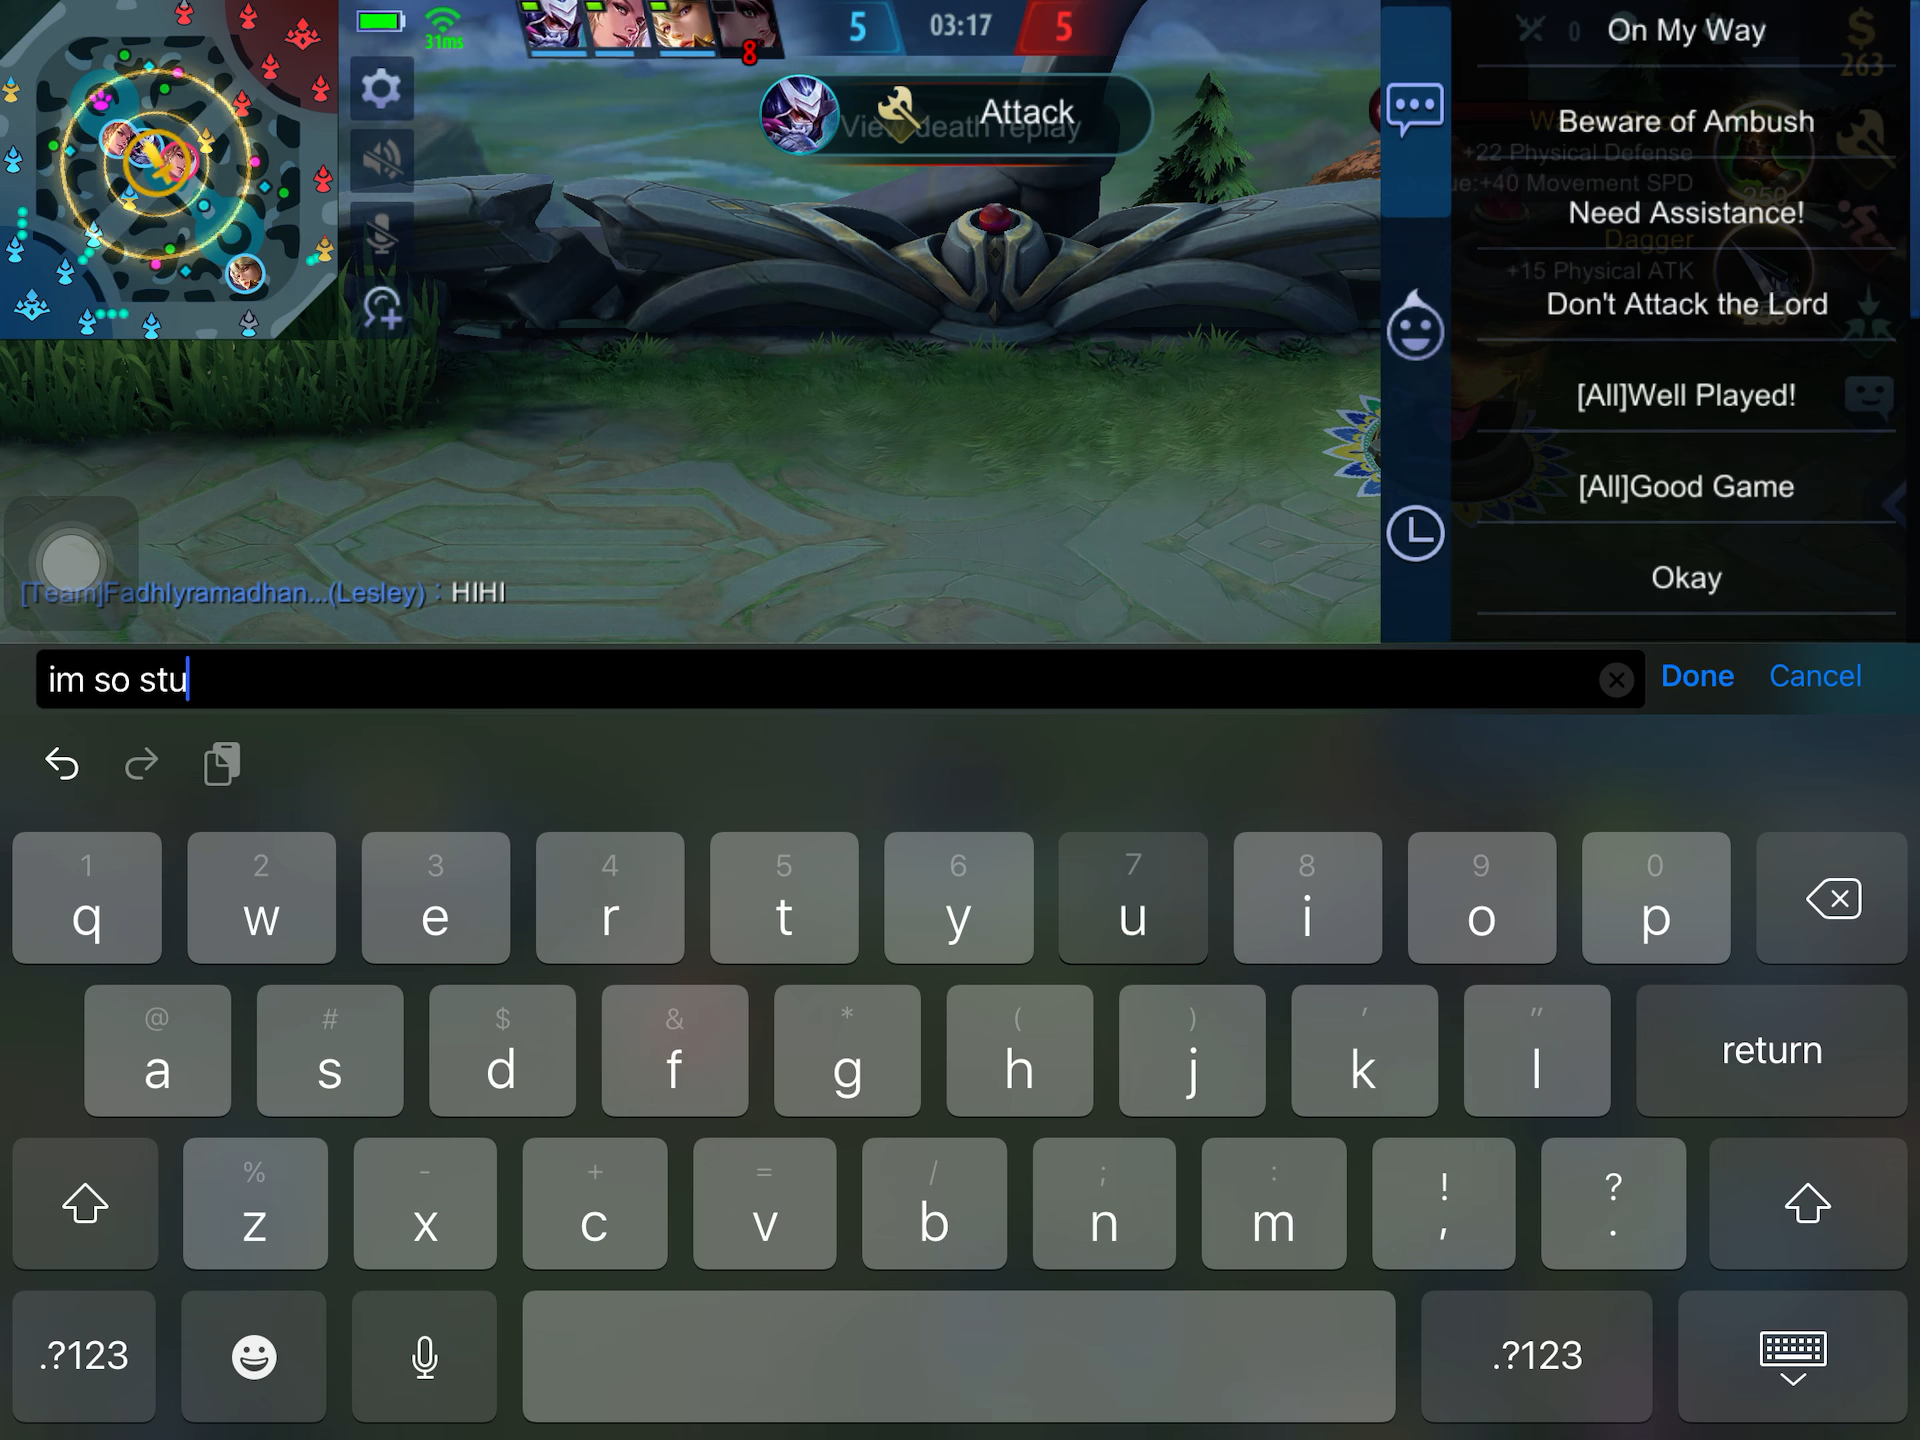 31ms
8
5
03:17
5
0
263
Attack
View death replay
On My Way
Beware of Ambush
+22 Physical Defense
ue:+40 Movement SPD
250
Need Assistance!
Dagger
+15 Physical ATK
Don't Attack the Lord
[All]Well Played!
[All]Good Game
Okay
[Team]Fadhlyramadhan...(Lesley) : HIHI
im so stu
Done
Cancel
1 2 3 4 5 6 7 8 9 0
q w e r t y u i o p
@ # $ & * ( ) ' "
a s d f g h j k l return
% - + = / ; : ! ?
z x c v b n m , .
.?123 .?123